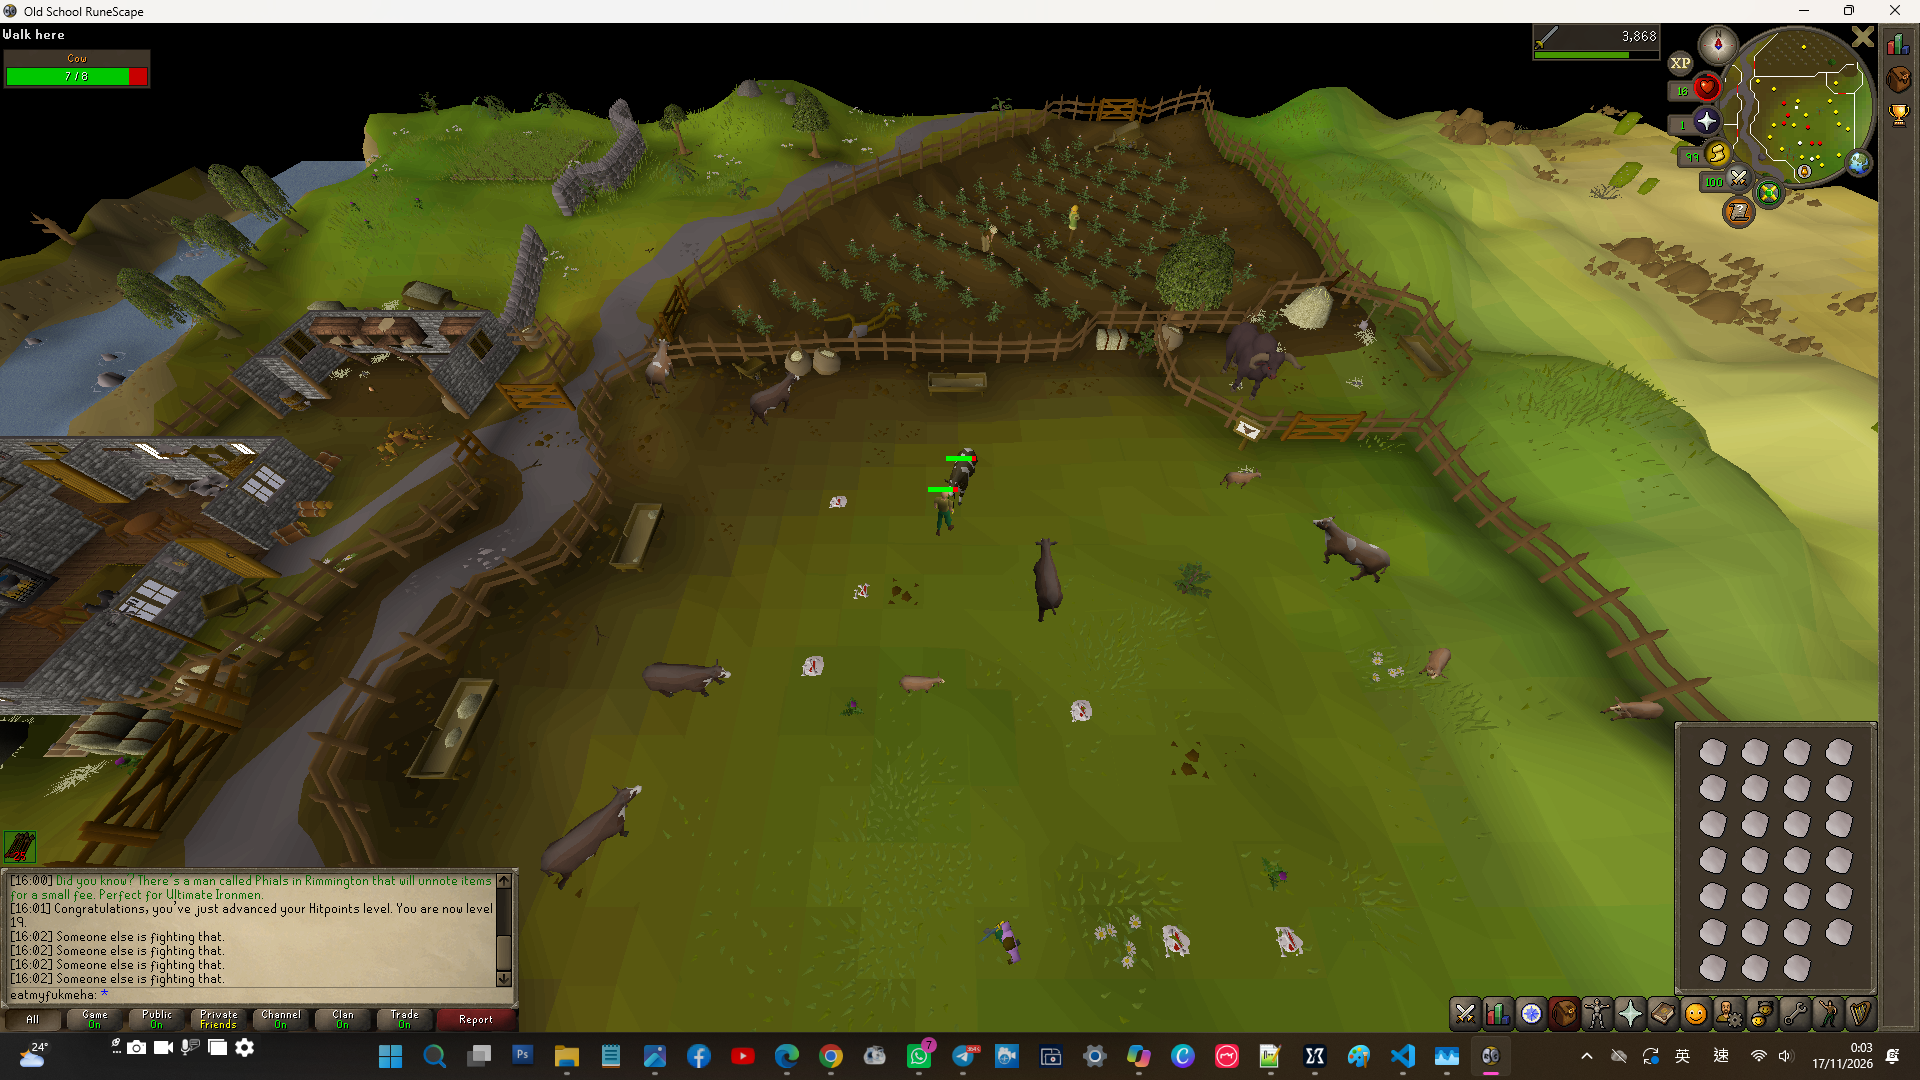 Old School RuneScape
Walk here
Cow
7 / 8
3,868
N
XP
16
1
99
100
23
[16:00] Did you know? There's a man called Phials in Rimmington that will unnote items
for a small fee. Perfect for Ultimate Ironmen.
[16:01] Congratulations, you've just advanced your Hitpoints level. You are now level
19.
[16:02] Someone else is fighting that.
[16:02] Someone else is fighting that.
[16:02] Someone else is fighting that.
[16:02] Someone else is fighting that.
eatmyfukmeha: *
All
Game
On
Public
On
Private
Friends
Channel
On
Clan
On
Trade
On
Report
24°
Ps
7
英
速
0:03
17/11/2026